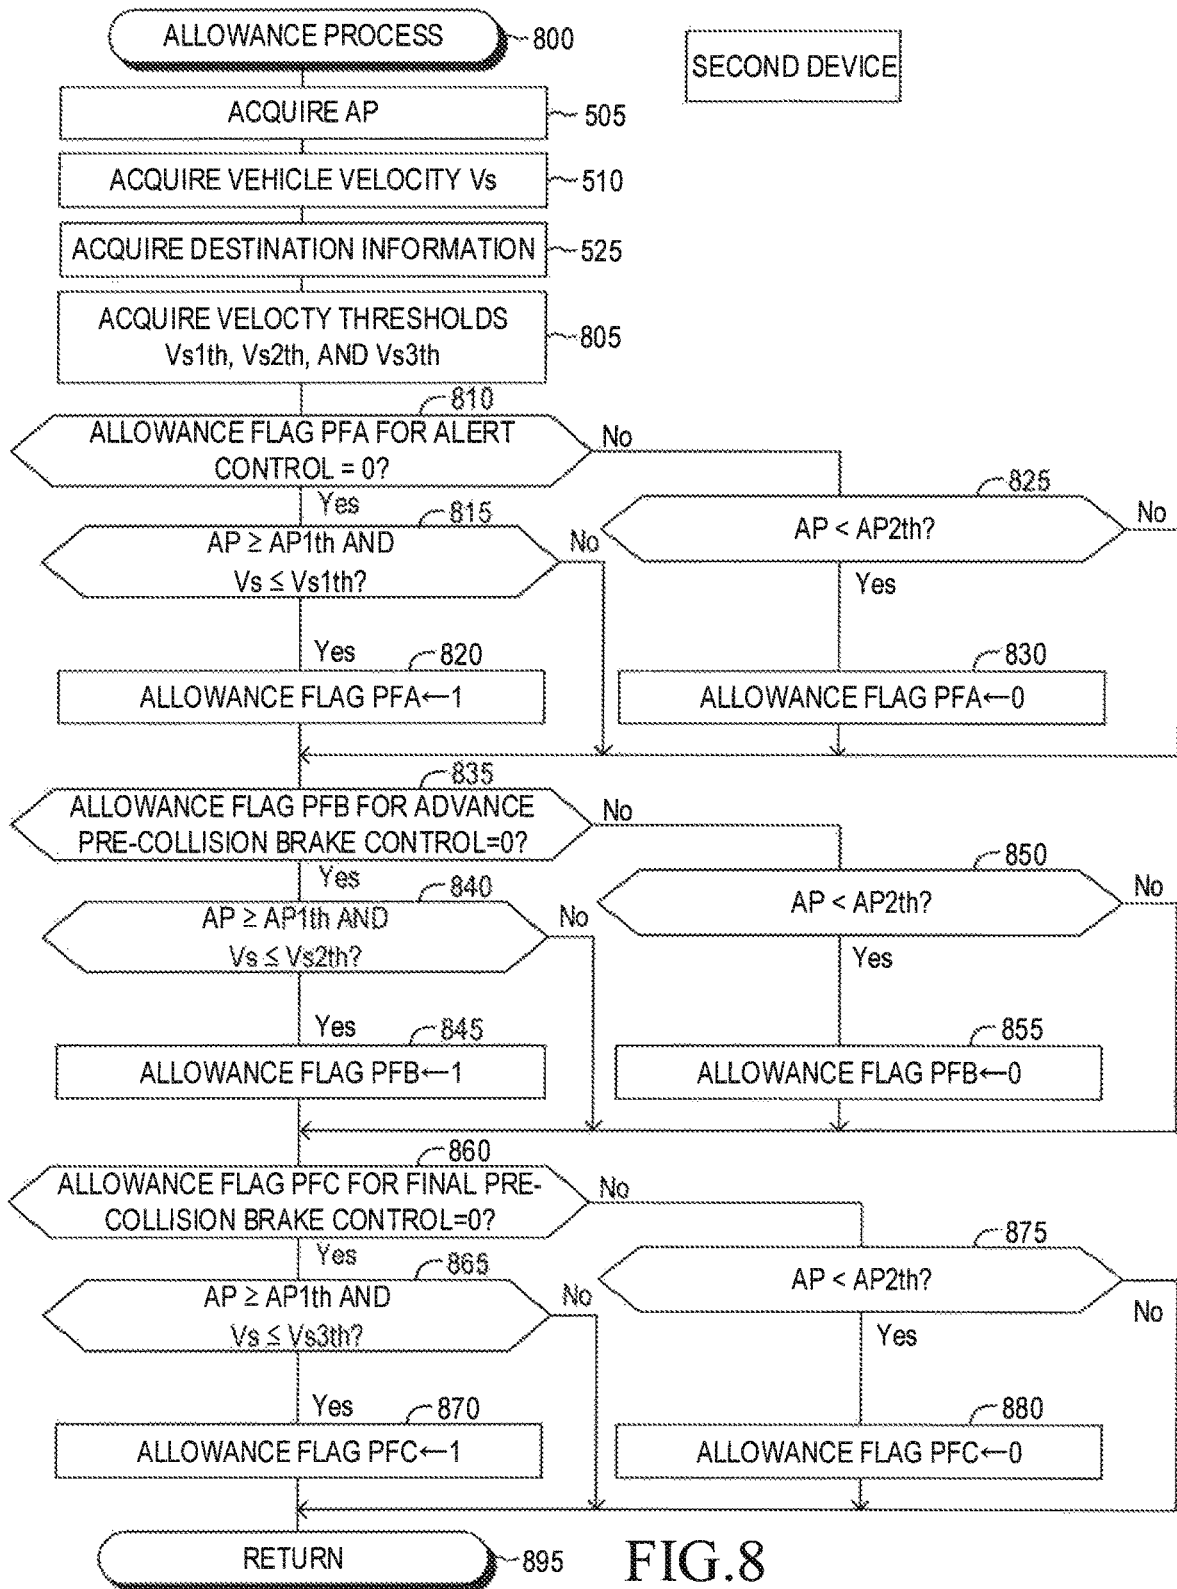 ALLOWANCE PROCESS
800
SECOND DEVICE
ACQUIRE AP
505
ACQUIRE VEHICLE VELOCITY Vs
510
ACQUIRE DESTINATION INFORMATION
525
ACQUIRE VELOCTY THRESHOLDS
Vs1th, Vs2th, AND Vs3th
805
810
ALLOWANCE FLAG PFA FOR ALERT
CONTROL = 0?
No
Yes
815
825
AP ≥ AP1th AND
Vs ≤ Vs1th?
No
AP < AP2th?
No
Yes
Yes
820
830
ALLOWANCE FLAG PFA←1
ALLOWANCE FLAG PFA←0
835
ALLOWANCE FLAG PFB FOR ADVANCE
PRE-COLLISION BRAKE CONTROL=0?
No
Yes
840
850
AP ≥ AP1th AND
Vs ≤ Vs2th?
No
AP < AP2th?
No
Yes
Yes
845
855
ALLOWANCE FLAG PFB←1
ALLOWANCE FLAG PFB←0
860
ALLOWANCE FLAG PFC FOR FINAL PRE-
COLLISION BRAKE CONTROL=0?
No
Yes
865
875
AP ≥ AP1th AND
Vs ≤ Vs3th?
No
AP < AP2th?
No
Yes
Yes
870
880
ALLOWANCE FLAG PFC←1
ALLOWANCE FLAG PFC←0
RETURN
895
FIG.8